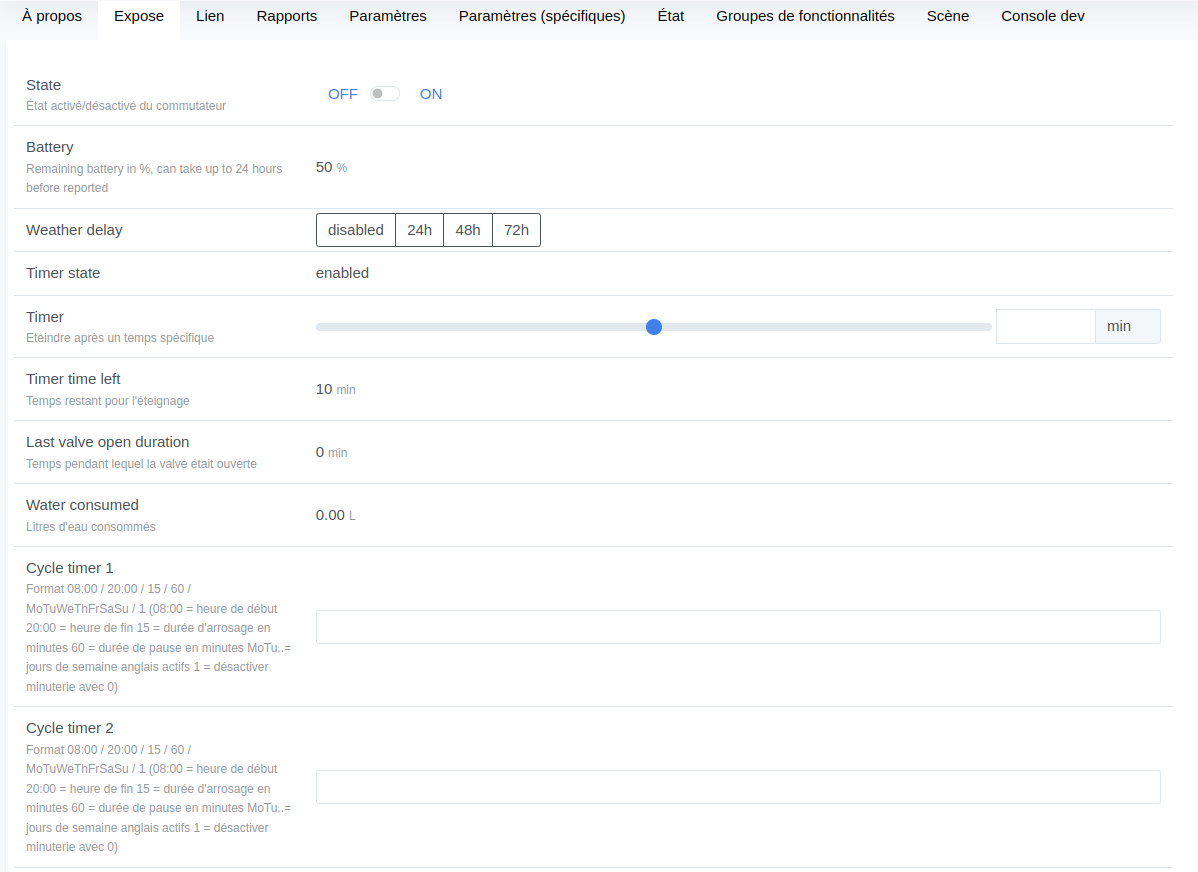 À propos Expose Lien Rapports Paramètres Paramètres (spécifiques) État Groupes de fonctionnalités Scène Console dev
State
État activé/désactivé du commutateur
OFF ON
Battery
Remaining battery in %, can take up to 24 hours
before reported
50 %
Weather delay
disabled 24h 48h 72h
Timer state
enabled
Timer
Eteindre après un temps spécifique
min
Timer time left
Temps restant pour l'éteignage
10 min
Last valve open duration
Temps pendant lequel la valve était ouverte
0 min
Water consumed
Litres d'eau consommés
0.00 L
Cycle timer 1
Format 08:00 / 20:00 / 15 / 60 /
MoTuWeThFrSaSu / 1 (08:00 = heure de début
20:00 = heure de fin 15 = durée d'arrosage en
minutes 60 = durée de pause en minutes MoTu..=
jours de semaine anglais actifs 1 = désactiver
minuterie avec 0)
Cycle timer 2
Format 08:00 / 20:00 / 15 / 60 /
MoTuWeThFrSaSu / 1 (08:00 = heure de début
20:00 = heure de fin 15 = durée d'arrosage en
minutes 60 = durée de pause en minutes MoTu..=
jours de semaine anglais actifs 1 = désactiver
minuterie avec 0)